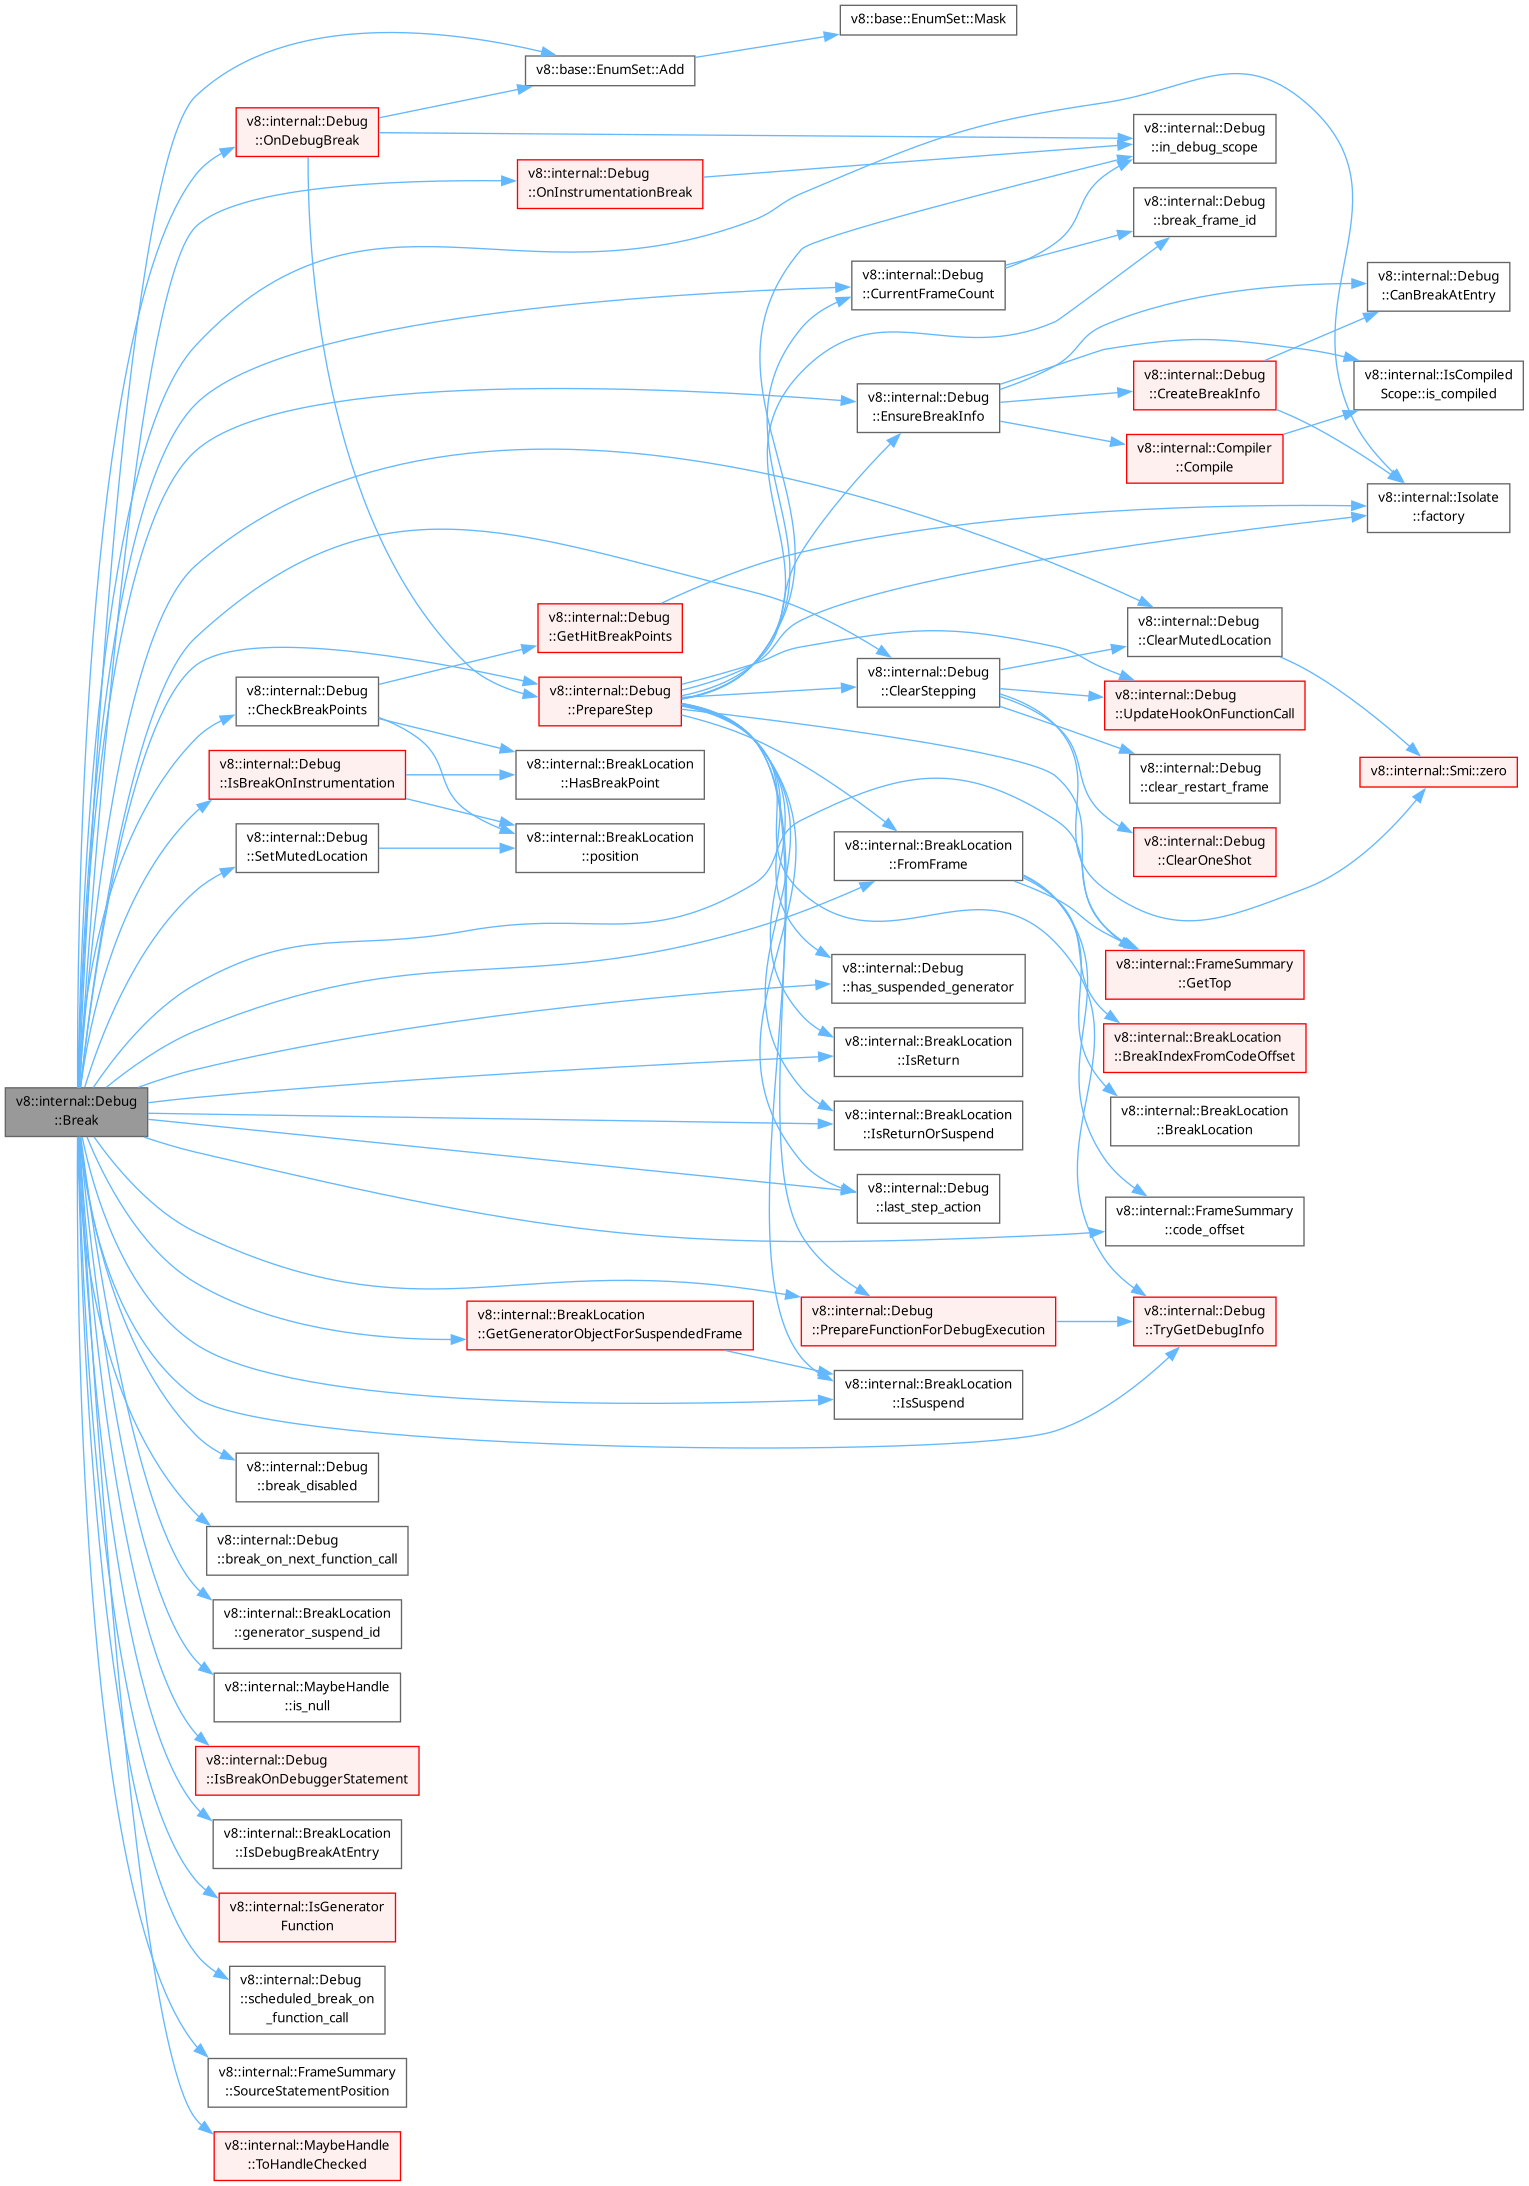 v8::base::EnumSet::Mask
v8::base::EnumSet::Add
v8::internal::Debug
::OnDebugBreak
v8::internal::Debug
::in_debug_scope
v8::internal::Debug
::OnInstrumentationBreak
v8::internal::Debug
::break_frame_id
v8::internal::Debug
::CurrentFrameCount
v8::internal::Debug
::CanBreakAtEntry
v8::internal::Debug
::EnsureBreakInfo
v8::internal::Debug
::CreateBreakInfo
v8::internal::IsCompiled
Scope::is_compiled
v8::internal::Compiler
::Compile
v8::internal::Isolate
::factory
v8::internal::Debug
::GetHitBreakPoints
v8::internal::Debug
::ClearMutedLocation
v8::internal::Debug
::ClearStepping
v8::internal::Debug
::CheckBreakPoints
v8::internal::Debug
::PrepareStep
v8::internal::Debug
::UpdateHookOnFunctionCall
v8::internal::Debug
::IsBreakOnInstrumentation
v8::internal::BreakLocation
::HasBreakPoint
v8::internal::Debug
::clear_restart_frame
v8::internal::Smi::zero
v8::internal::Debug
::SetMutedLocation
v8::internal::BreakLocation
::position
v8::internal::BreakLocation
::FromFrame
v8::internal::Debug
::ClearOneShot
v8::internal::Debug
::has_suspended_generator
v8::internal::FrameSummary
::GetTop
v8::internal::BreakLocation
::IsReturn
v8::internal::BreakLocation
::BreakIndexFromCodeOffset
v8::internal::Debug
::Break
v8::internal::BreakLocation
::IsReturnOrSuspend
v8::internal::BreakLocation
::BreakLocation
v8::internal::Debug
::last_step_action
v8::internal::FrameSummary
::code_offset
v8::internal::BreakLocation
::GetGeneratorObjectForSuspendedFrame
v8::internal::Debug
::PrepareFunctionForDebugExecution
v8::internal::Debug
::TryGetDebugInfo
v8::internal::BreakLocation
::IsSuspend
v8::internal::Debug
::break_disabled
v8::internal::Debug
::break_on_next_function_call
v8::internal::BreakLocation
::generator_suspend_id
v8::internal::MaybeHandle
::is_null
v8::internal::Debug
::IsBreakOnDebuggerStatement
v8::internal::BreakLocation
::IsDebugBreakAtEntry
v8::internal::IsGenerator
Function
v8::internal::Debug
::scheduled_break_on
_function_call
v8::internal::FrameSummary
::SourceStatementPosition
v8::internal::MaybeHandle
::ToHandleChecked